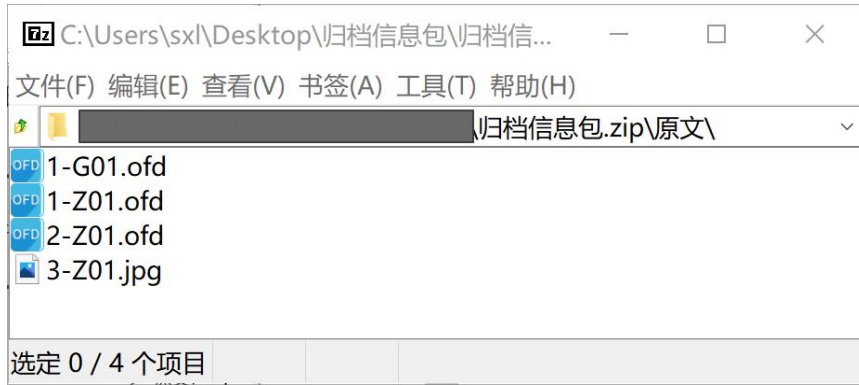 7z C:\Users\sxl\Desktop\归档信息包\归档信...
文件(F) 编辑(E) 查看(V) 书签(A) 工具(T) 帮助(H)
\归档信息包.zip\原文\
OFD 1-G01.ofd
OFD 1-Z01.ofd
OFD 2-Z01.ofd
3-Z01.jpg
选定 0 / 4 个项目